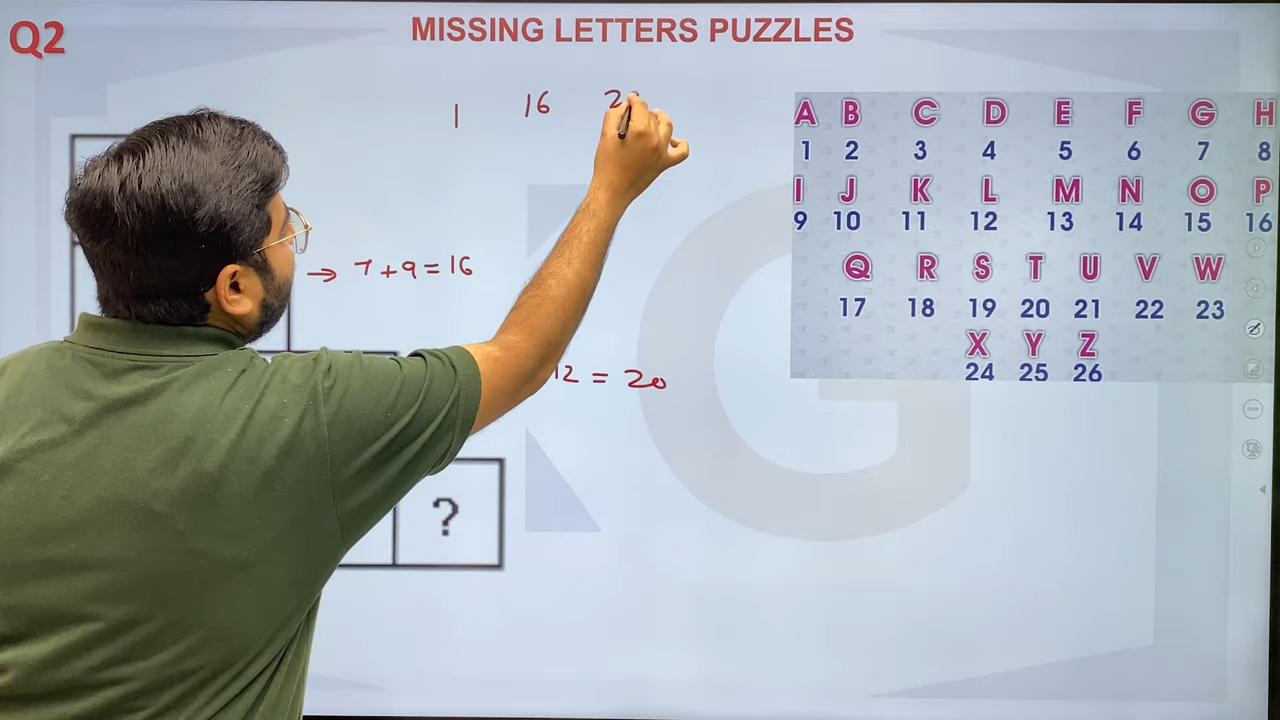 Q2
MISSING LETTERS PUZZLES
1 16
→ 7+9=16
12 = 20
?
A B C D E F G H
1 2 3 4 5 6 7 8
I J K L M N O P
9 10 11 12 13 14 15 16
Q R S T U V W
17 18 19 20 21 22 23
X Y Z
24 25 26